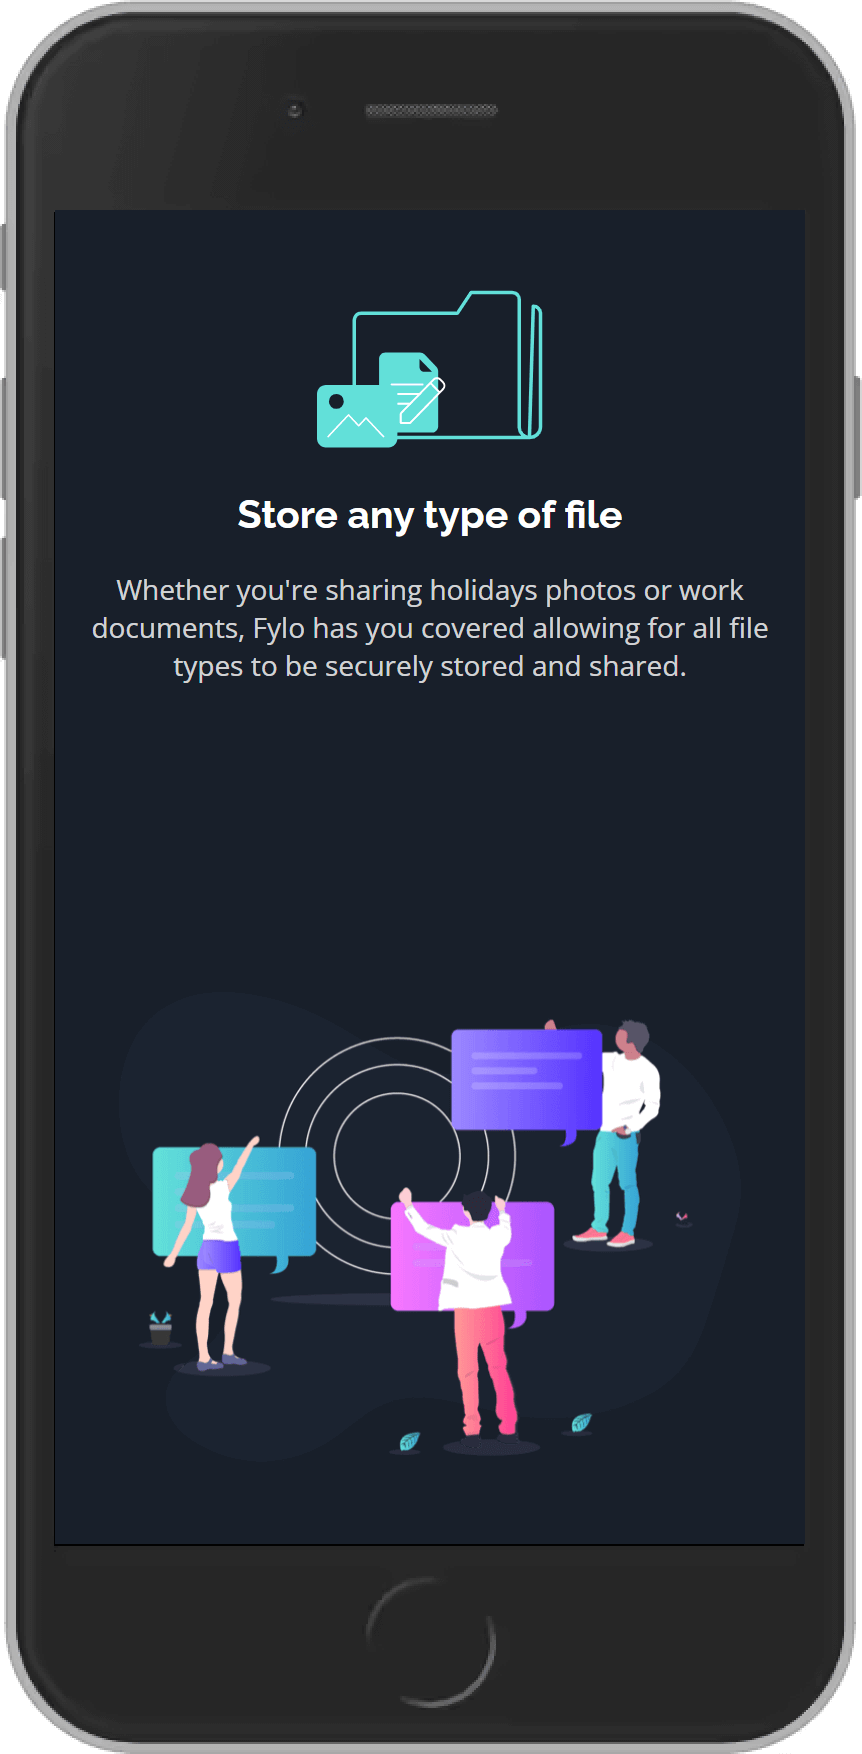 Store any type of file
Whether you're sharing holidays photos or work
documents, Fylo has you covered allowing for all file
types to be securely stored and shared.